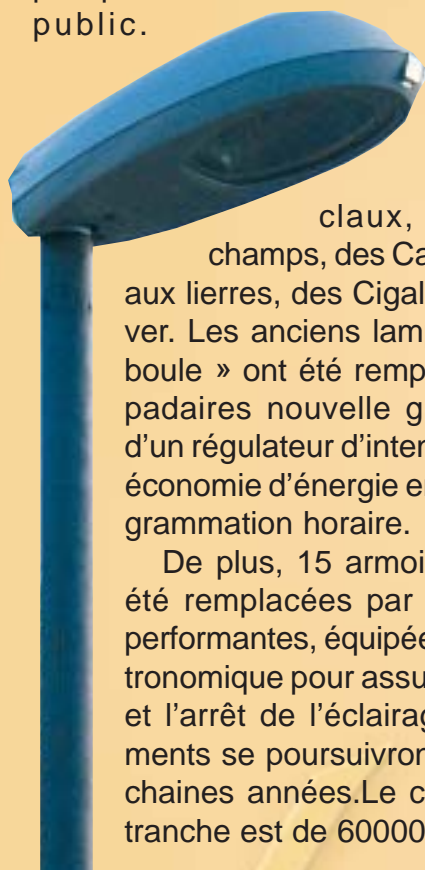 public.
claux,
champs, des Ca
aux lierres, des Cigal
ver. Les anciens lam
boule » ont été remp
padaires nouvelle g
d’un régulateur d’inter
économie d’énergie e
grammation horaire.
De plus, 15 armoi
été remplacées par
performantes, équipée
tronomique pour assu
et l’arrêt de l’éclairag
ments se poursuivron
chaines années.Le c
tranche est de 60000